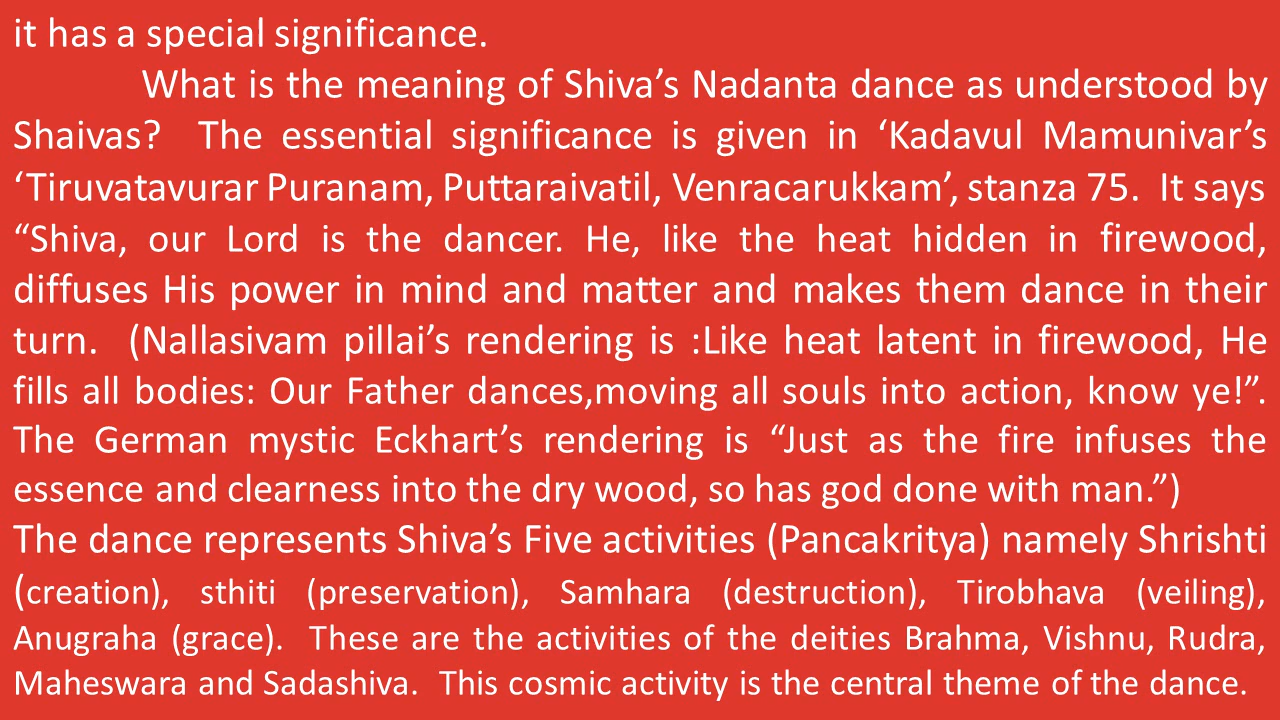 it has a special significance.
What is the meaning of Shiva’s Nadanta dance as understood by
Shaivas? The essential significance is given in ‘Kadavul Mamunivar’s
‘Tiruvatavurar Puranam, Puttaraivatil, Venracarukkam’, stanza 75. It says
“Shiva, our Lord is the dancer. He, like the heat hidden in firewood,
diffuses His power in mind and matter and makes them dance in their
turn. (Nallasivam pillai’s rendering is :Like heat latent in firewood, He
fills all bodies: Our Father dances,moving all souls into action, know ye!”.
The German mystic Eckhart’s rendering is “Just as the fire infuses the
essence and clearness into the dry wood, so has god done with man.”)
The dance represents Shiva’s Five activities (Pancakritya) namely Shrishti
(creation), sthiti (preservation), Samhara (destruction), Tirobhava (veiling),
Anugraha (grace). These are the activities of the deities Brahma, Vishnu, Rudra,
Maheswara and Sadashiva. This cosmic activity is the central theme of the dance.